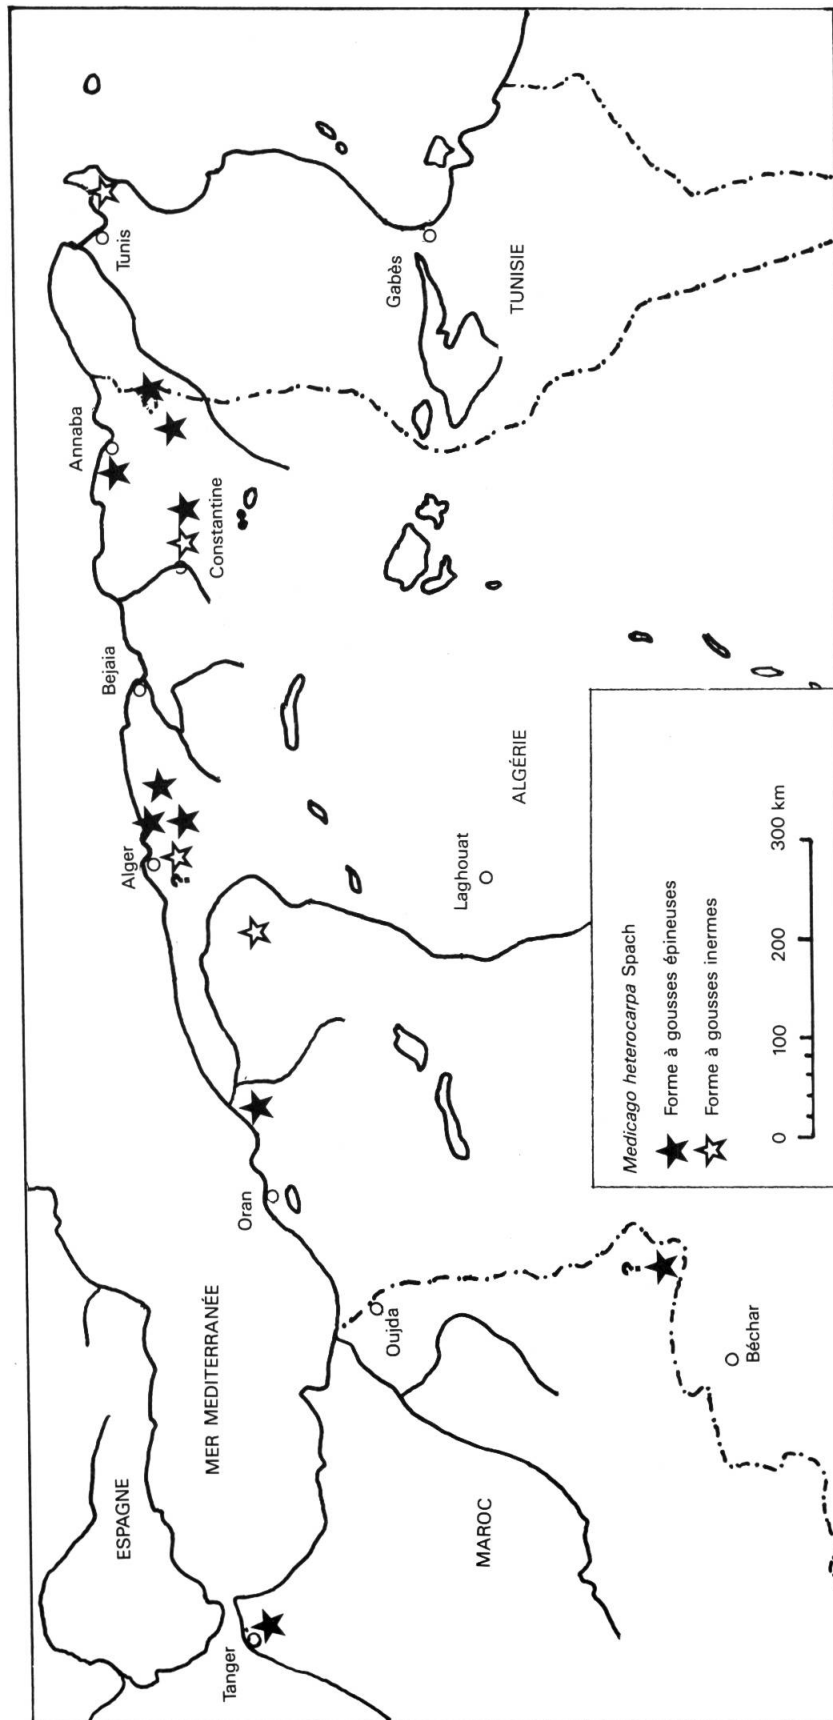 ESPAGNE
MER MEDITERRANÉE
Tanger
MAROC
Oujda
Béchar
?
Oran
Alger
?
Bejaia
Constantine
Annaba
Tunis
Gabès
TUNISIE
Laghouat
ALGÉRIE
Medicago heterocarpa Spach
Forme à gousses épineuses
Forme à gousses inermes
0 100 200 300 km